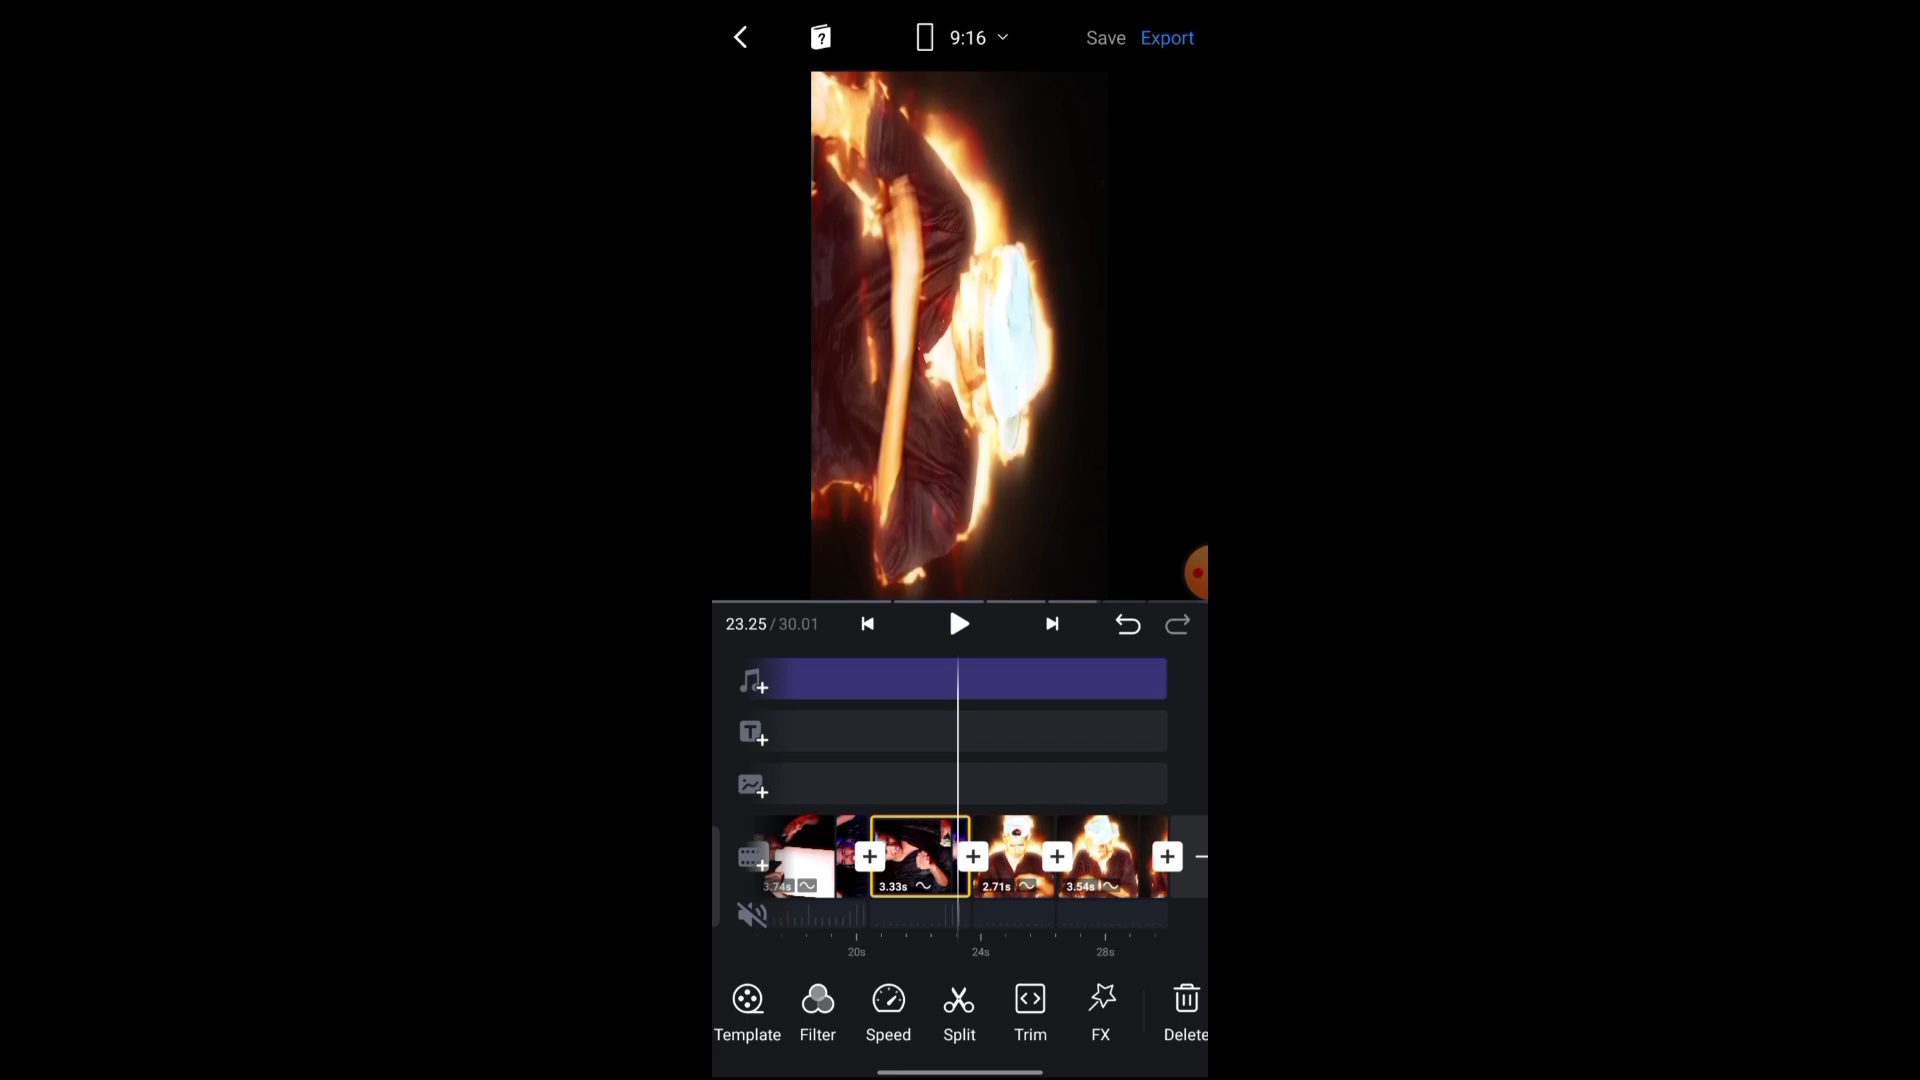 ?
9:16
Save
Export
23.25 / 30.01
T
3.74s
3.33s
2.71s
3.54s
20s
24s
28s
Template
Filter
Speed
Split
Trim
FX
Delete